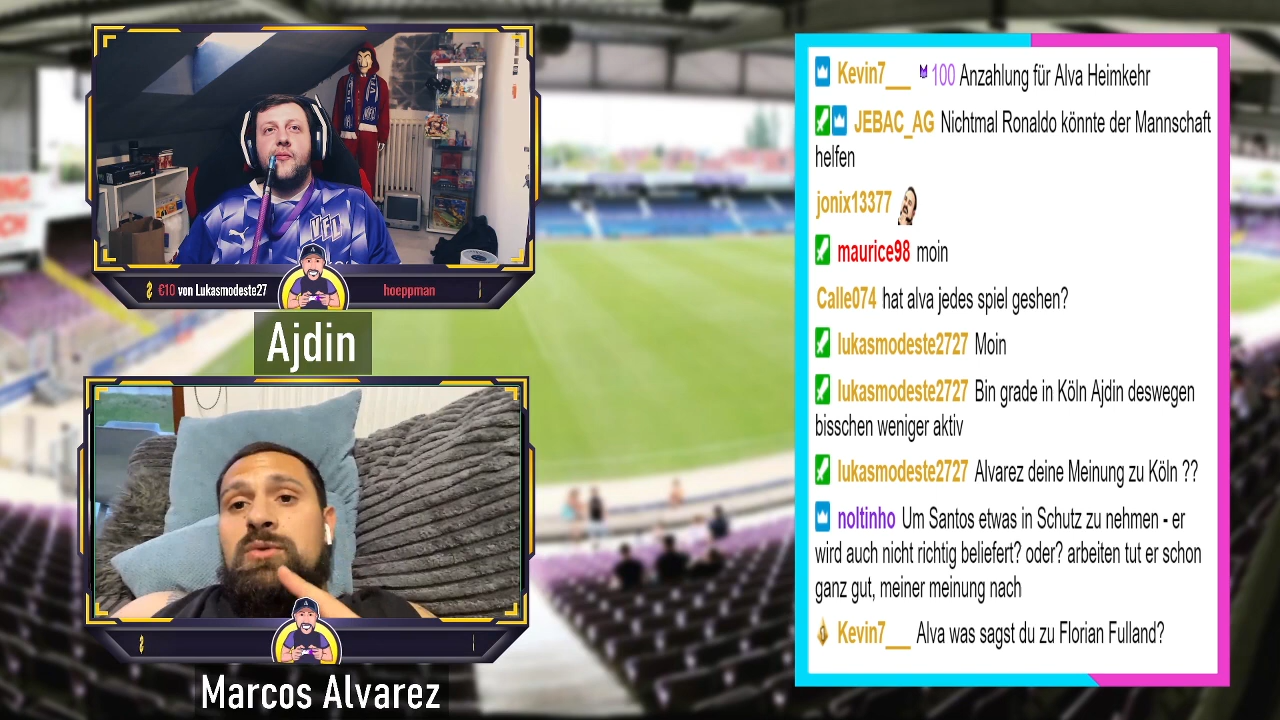 VFL
€10 von Lukasmodeste27
hoeppman
Ajdin
Marcos Alvarez
Kevin7___ 100 Anzahlung für Alva Heimkehr
JEBAC_AG Nichtmal Ronaldo könnte der Mannschaft
helfen
jonix13377
maurice98 moin
Calle074 hat alva jedes spiel geshen?
lukasmodeste2727 Moin
lukasmodeste2727 Bin grade in Köln Ajdin deswegen
bisschen weniger aktiv
lukasmodeste2727 Alvarez deine Meinung zu Köln ??
noltinho Um Santos etwas in Schutz zu nehmen - er
wird auch nicht richtig beliefert? oder? arbeiten tut er schon
ganz gut, meiner meinung nach
Kevin7___ Alva was sagst du zu Florian Fulland?